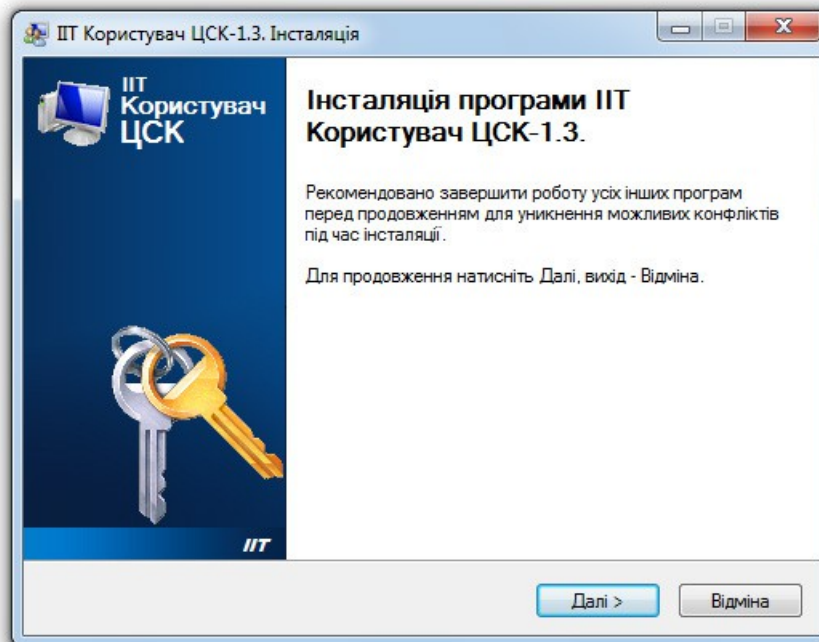 ІІТ Користувач ЦСК-1.3. Інсталяція
ІІТ
Користувач
ЦСК
Інсталяція програми ІІТ
Користувач ЦСК-1.3.
Рекомендовано завершити роботу усіх інших програм
перед продовженням для уникнення можливих конфліктів
під час інсталяції.
Для продовження натисніть Далі, вихід - Відміна.
ІІТ
Далі >
Відміна